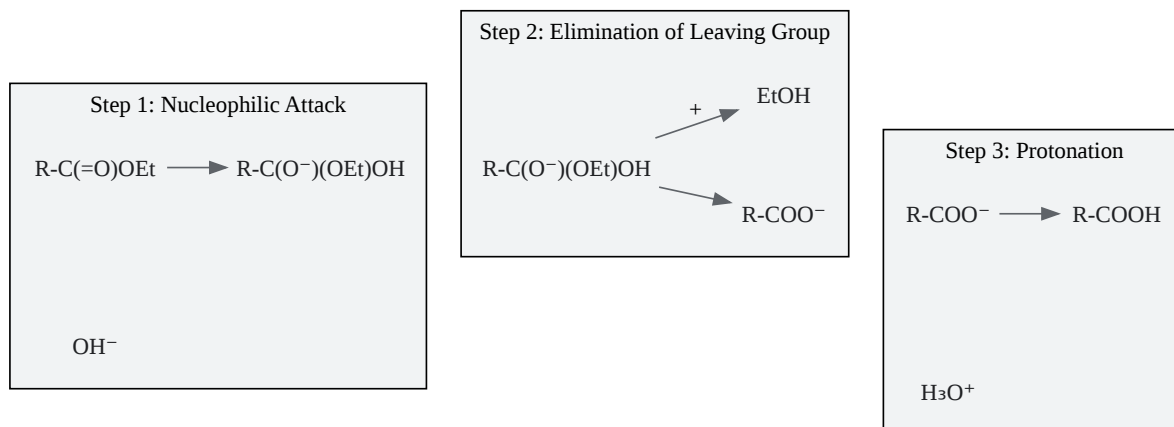 Step 1: Nucleophilic Attack
R-C(=O)OEt
R-C(O⁻)(OEt)OH
OH⁻
Step 2: Elimination of Leaving Group
+
EtOH
R-C(O⁻)(OEt)OH
R-COO⁻
Step 3: Protonation
R-COO⁻
R-COOH
H₃O⁺